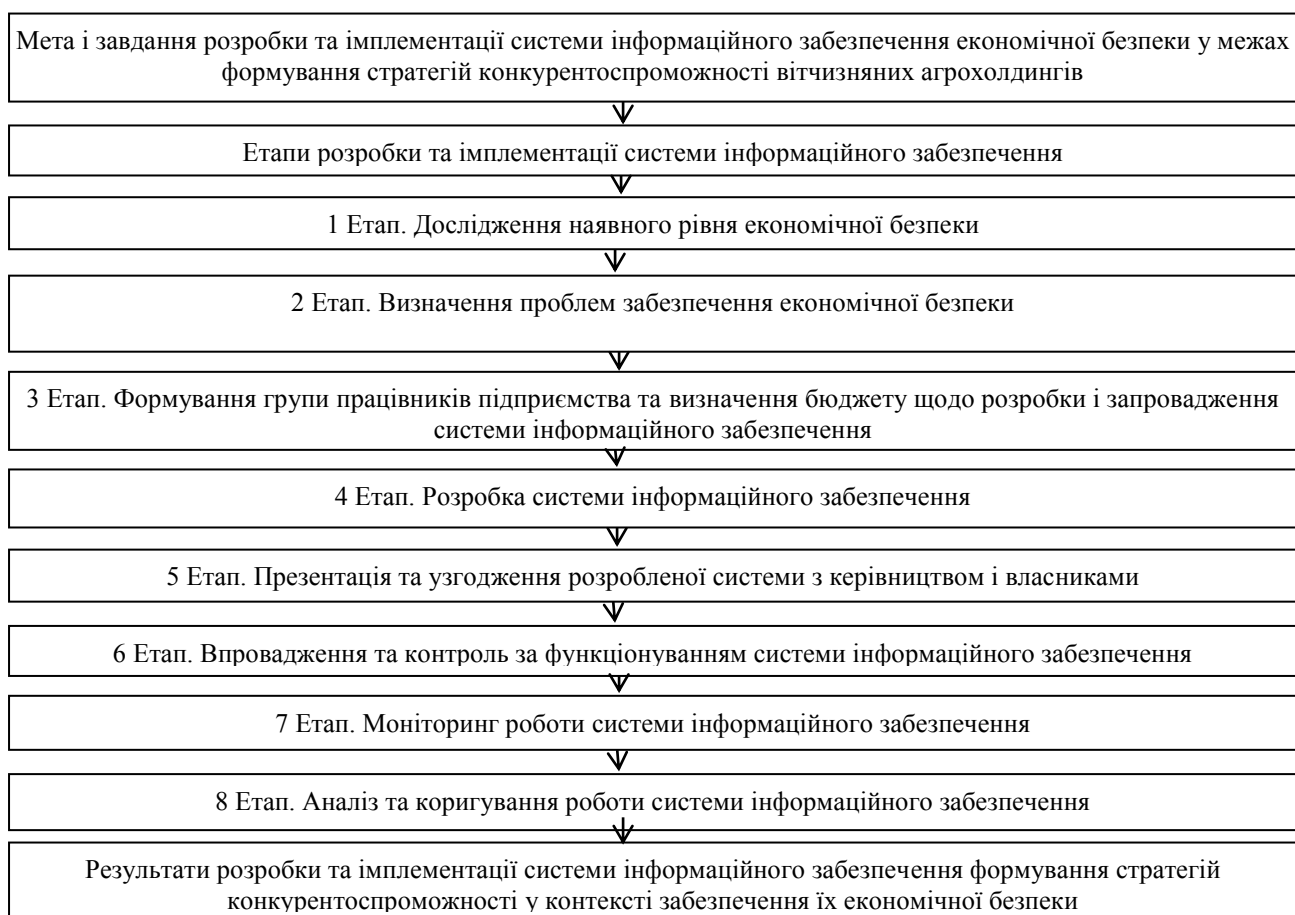 Мета і завдання розробки та імплементації системи інформаційного забезпечення економічної безпеки у межах
формування стратегій конкурентоспроможності вітчизняних агрохолдингів
Етапи розробки та імплементації системи інформаційного забезпечення
1 Етап. Дослідження наявного рівня економічної безпеки
2 Етап. Визначення проблем забезпечення економічної безпеки
3 Етап. Формування групи працівників підприємства та визначення бюджету щодо розробки і запровадження
системи інформаційного забезпечення
4 Етап. Розробка системи інформаційного забезпечення
5 Етап. Презентація та узгодження розробленої системи з керівництвом і власниками
6 Етап. Впровадження та контроль за функціонуванням системи інформаційного забезпечення
7 Етап. Моніторинг роботи системи інформаційного забезпечення
8 Етап. Аналіз та коригування роботи системи інформаційного забезпечення
Результати розробки та імплементації системи інформаційного забезпечення формування стратегій
конкурентоспроможності у контексті забезпечення їх економічної безпеки